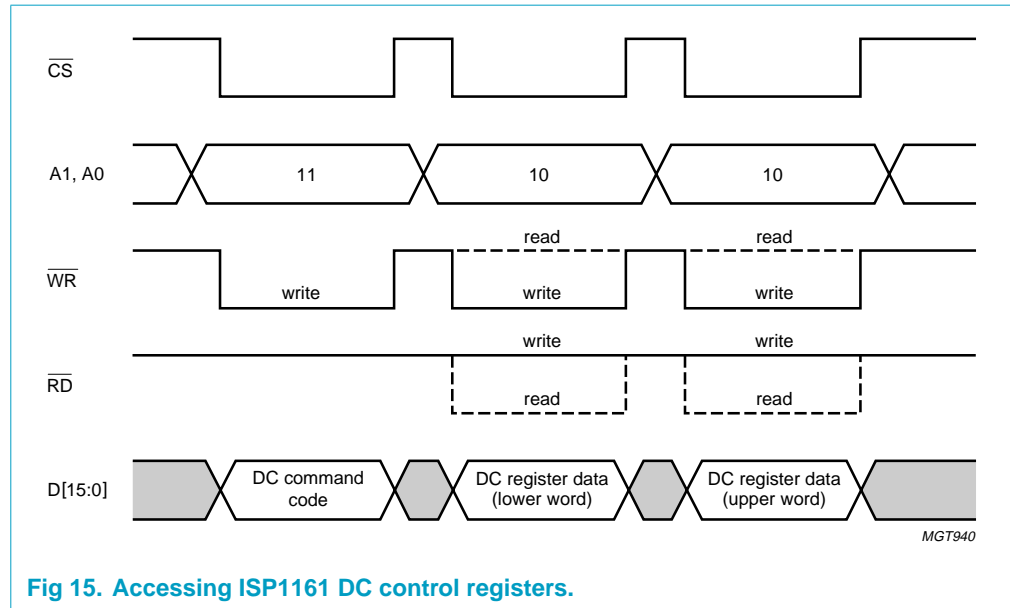 CS
A1, A0
11
10
10
read
read
WR
write
write
write
write
write
RD
read
read
D[15:0]
DC command
code
DC register data
(lower word)
DC register data
(upper word)
MGT940
Fig 15. Accessing ISP1161 DC control registers.